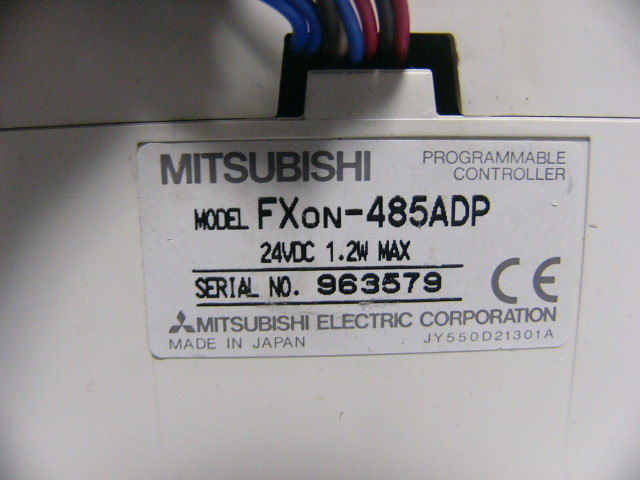 MITSUBISHI
PROGRAMMABLE
CONTROLLER
MODEL FX0N-485ADP
24VDC 1.2W MAX
SERIAL NO. 963579
CE
MITSUBISHI ELECTRIC CORPORATION
MADE IN JAPAN
JY550D21301A